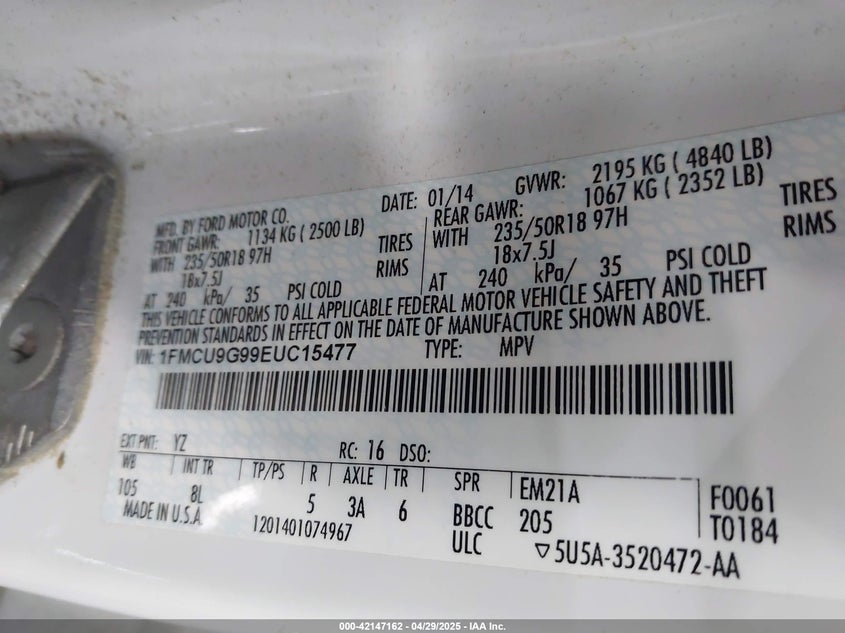 MFD. BY FORD MOTOR CO.
DATE: 01/14 GVWR: 2195 KG ( 4840 LB)
FRONT GAWR: 1134 KG ( 2500 LB) REAR GAWR: 1067 KG ( 2352 LB)
WITH 235/50R18 97H TIRES WITH 235/50R18 97H TIRES
18x7.5J RIMS 18x7.5J RIMS
AT 240 kPa/ 35 PSI COLD AT 240 kPa/ 35 PSI COLD
THIS VEHICLE CONFORMS TO ALL APPLICABLE FEDERAL MOTOR VEHICLE SAFETY AND THEFT
PREVENTION STANDARDS IN EFFECT ON THE DATE OF MANUFACTURE SHOWN ABOVE.
VIN: 1FMCU9G99EUC15477 TYPE: MPV
EXT PNT: YZ RC: 16 DSO:
WB INT TR TP/PS R AXLE TR SPR EM21A F0061
105 8L 5 3A 6 BBCC 205 T0184
MADE IN U.S.A. 1201401074967 ULC ▽5U5A-3520472-AA
000-42147162 - 04/29/2025 - IAA Inc.